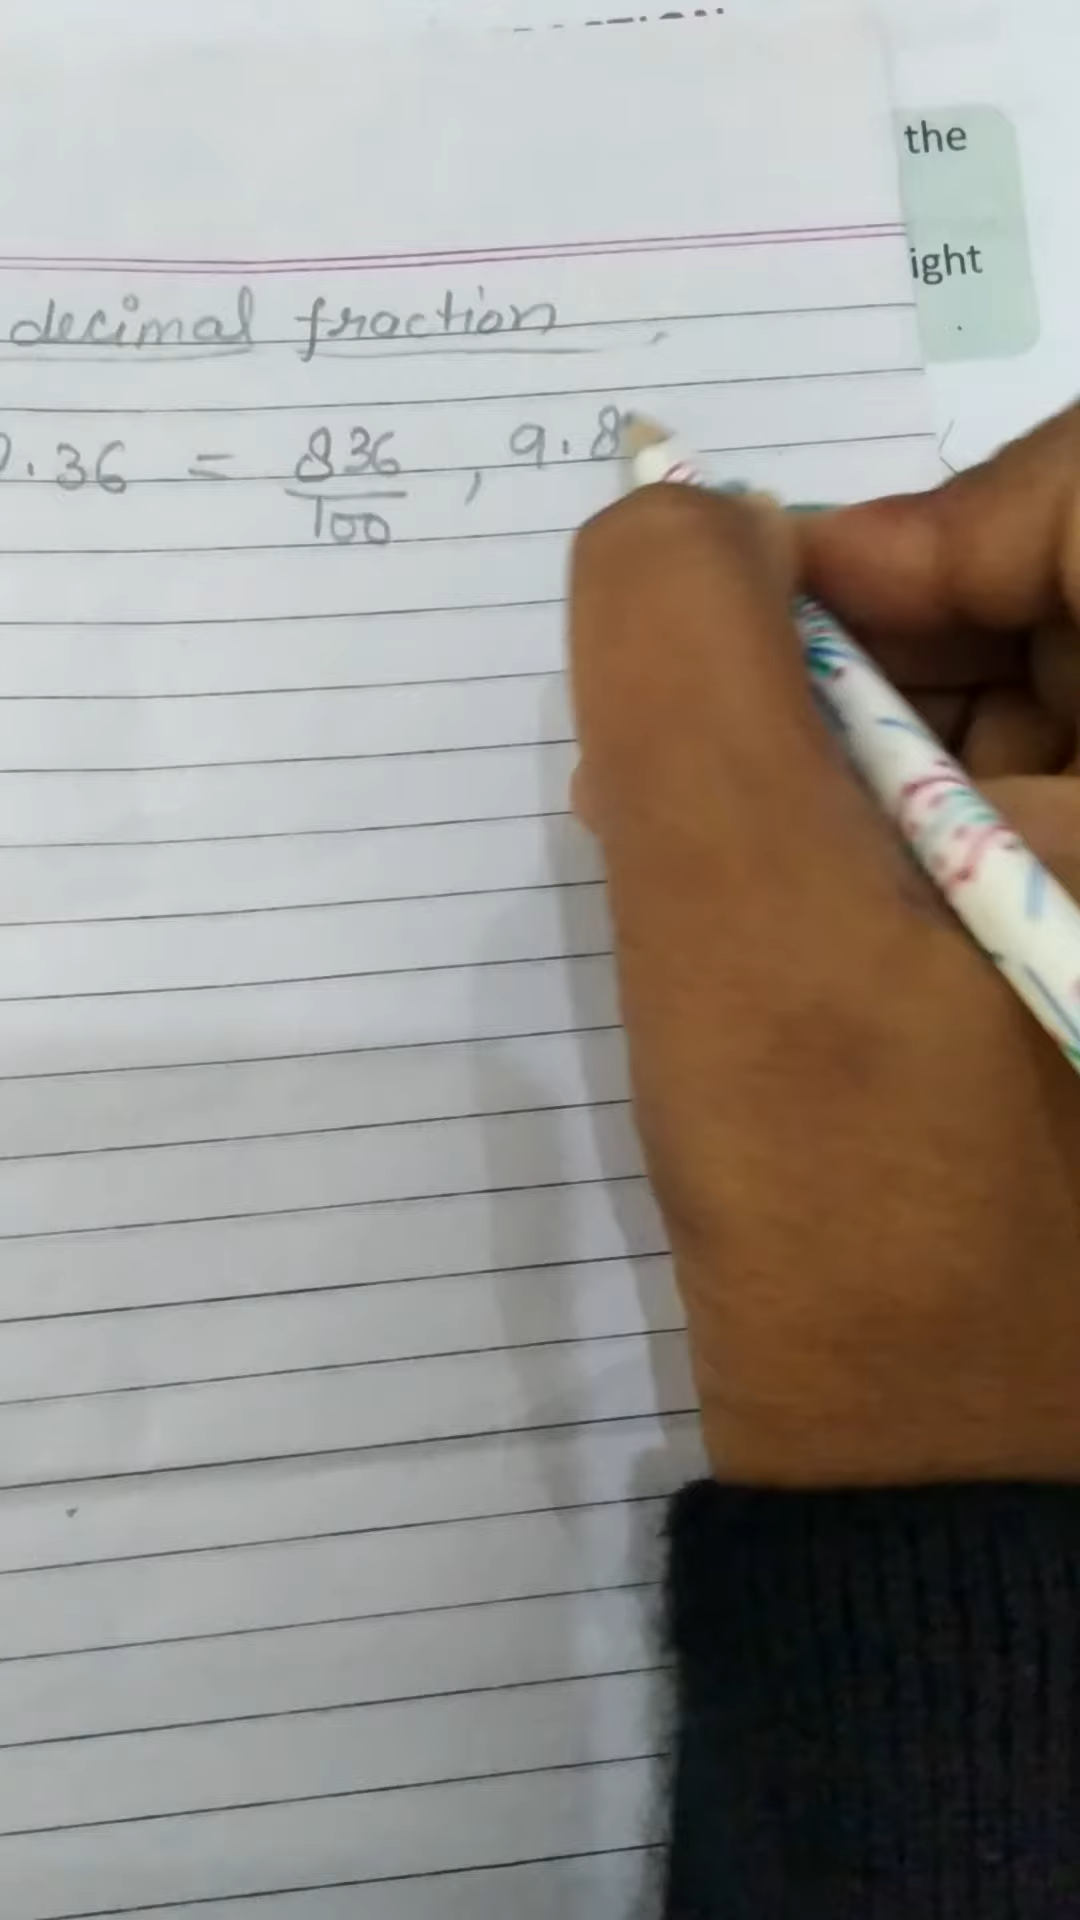 the
ight
decimal fraction
.36 = 836/100 , 9.8